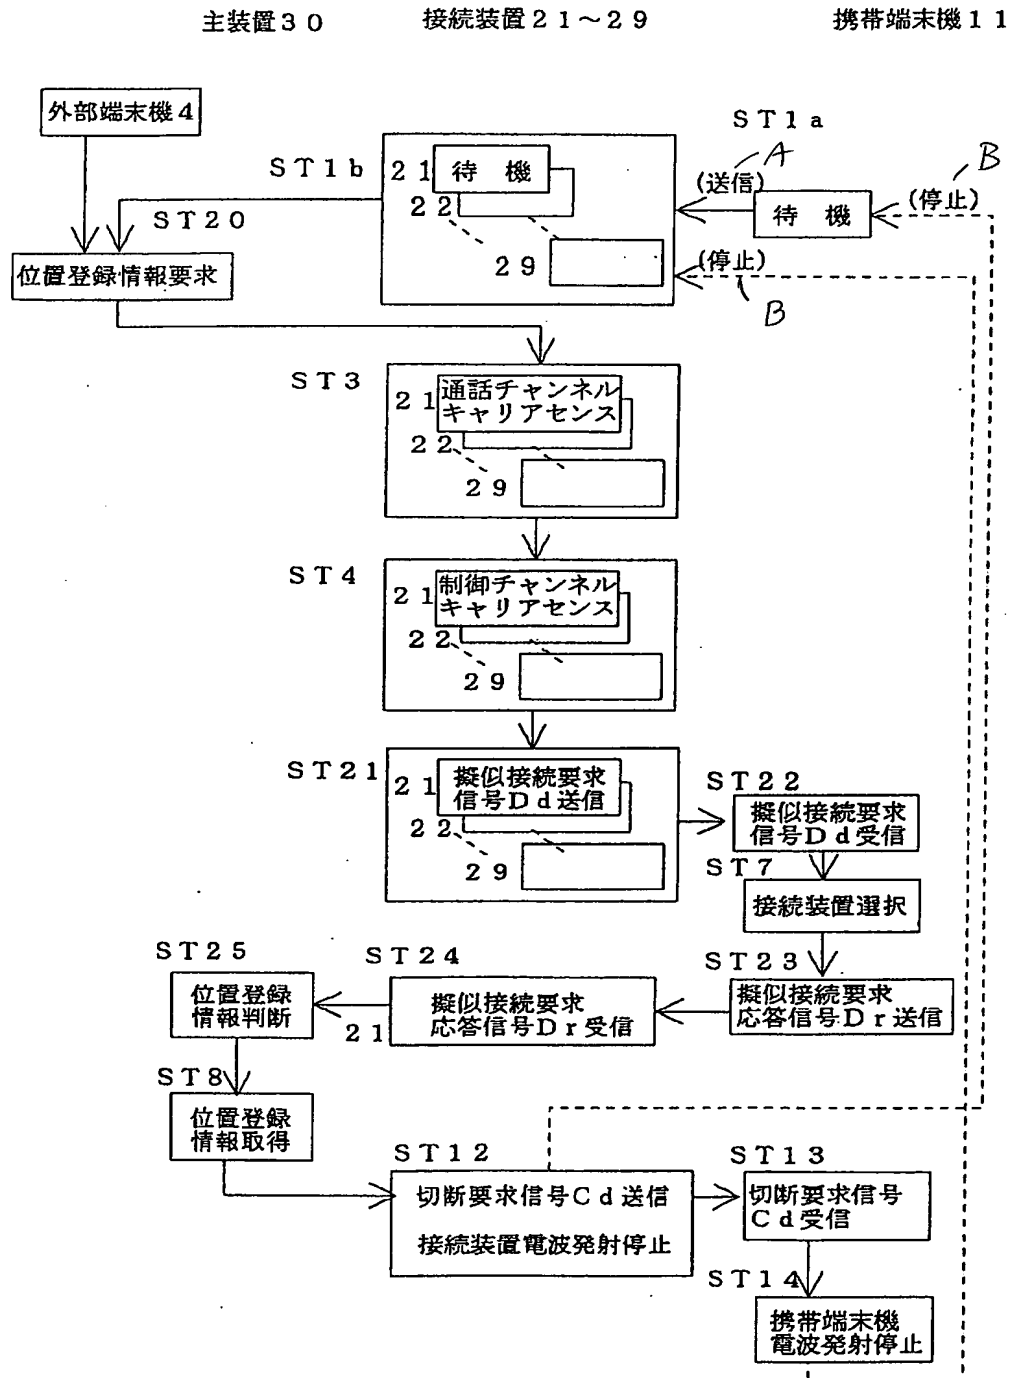 主装置３０
接続装置２１～２９
携帯端末機１１
外部端末機４
ＳＴ１ａ
A
B
ＳＴ１ｂ
２１
待　機
(送信)
(停止)
２２
待　機
ＳＴ２０
２９
(停止)
位置登録情報要求
B
ＳＴ３
２１
通話チャンネル
キャリアセンス
２２
２９
ＳＴ４
２１
制御チャンネル
キャリアセンス
２２
２９
ＳＴ２１
２１
擬似接続要求
信号Ｄｄ送信
２２
２９
ＳＴ２２
擬似接続要求
信号Ｄｄ受信
ＳＴ７
接続装置選択
ＳＴ２３
擬似接続要求
応答信号Ｄｒ送信
ＳＴ２４
擬似接続要求
応答信号Ｄｒ受信
２１
ＳＴ２５
位置登録
情報判断
ＳＴ８
位置登録
情報取得
ＳＴ１２
切断要求信号Ｃｄ送信
接続装置電波発射停止
ＳＴ１３
切断要求信号
Ｃｄ受信
ＳＴ１４
携帯端末機
電波発射停止